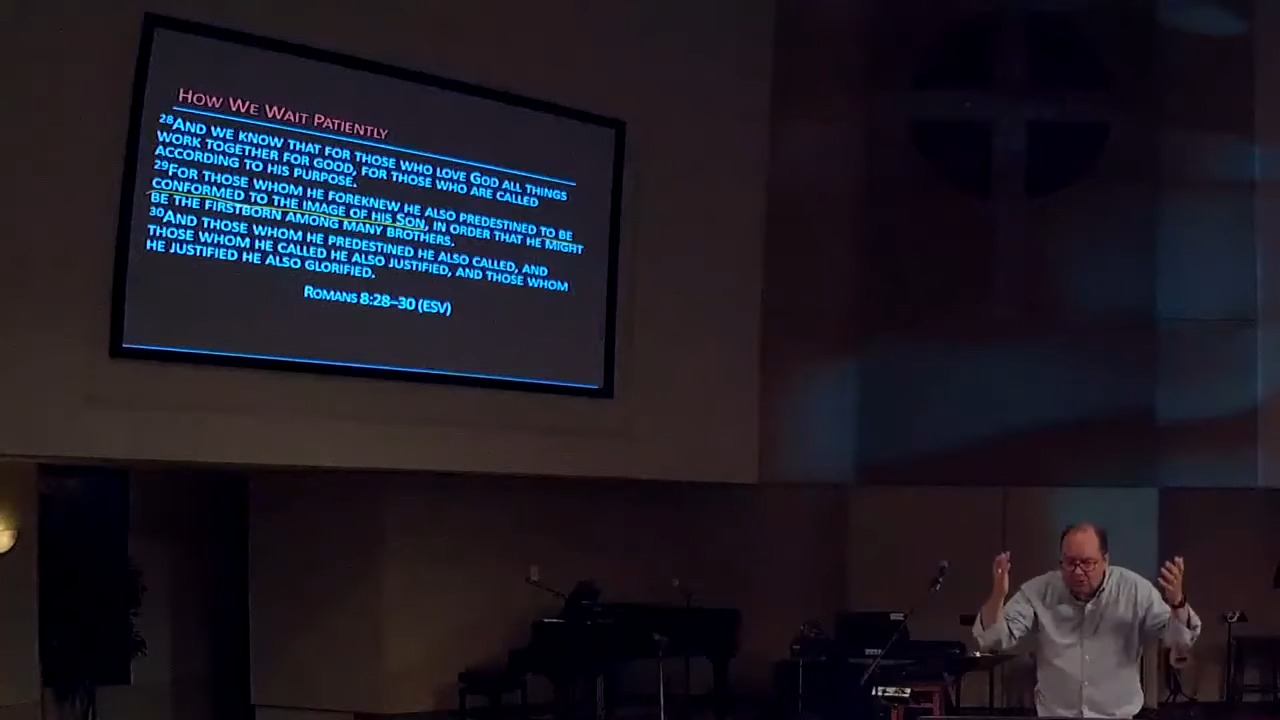 How We Wait Patiently
28And we know that for those who love God all things
work together for good, for those who are called
according to his purpose.
29For those whom he foreknew he also predestined to be
conformed to the image of his Son, in order that he might
be the firstborn among many brothers.
30And those whom he predestined he also called, and
those whom he called he also justified, and those whom
he justified he also glorified.
Romans 8:28–30 (ESV)